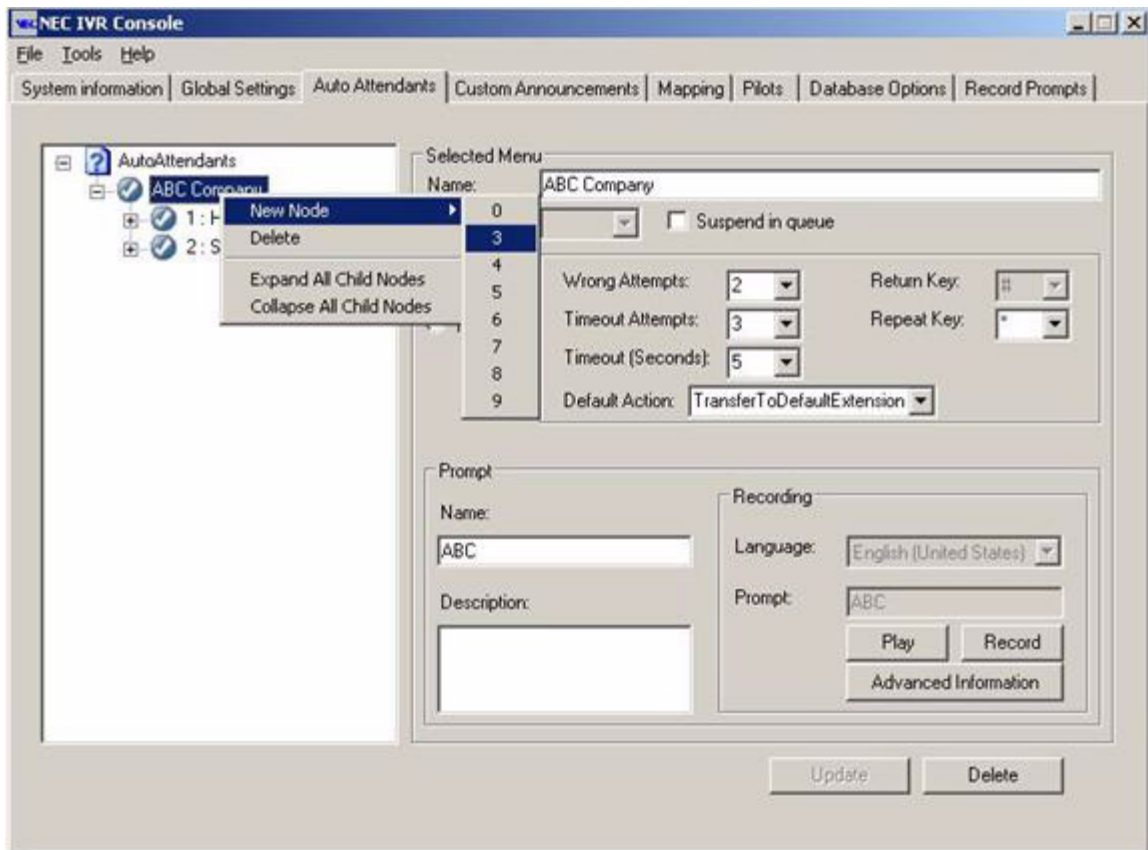 NEC NEC IVR Console
File Tools Help
System information Global Settings Auto Attendants Custom Announcements Mapping Pilots Database Options Record Prompts
AutoAttendants
ABC Company
1 : H
2 : S
New Node
Delete
Expand All Child Nodes
Collapse All Child Nodes
0
3
4
5
6
7
8
9
Selected Menu
Name: ABC Company
Suspend in queue
Wrong Attempts: 2 Return Key: #
Timeout Attempts: 3 Repeat Key: *
Timeout (Seconds): 5
Default Action: TransferToDefaultExtension
Prompt
Name:
ABC
Description:
Recording
Language: English (United States)
Prompt: ABC
Play Record
Advanced Information
Update Delete